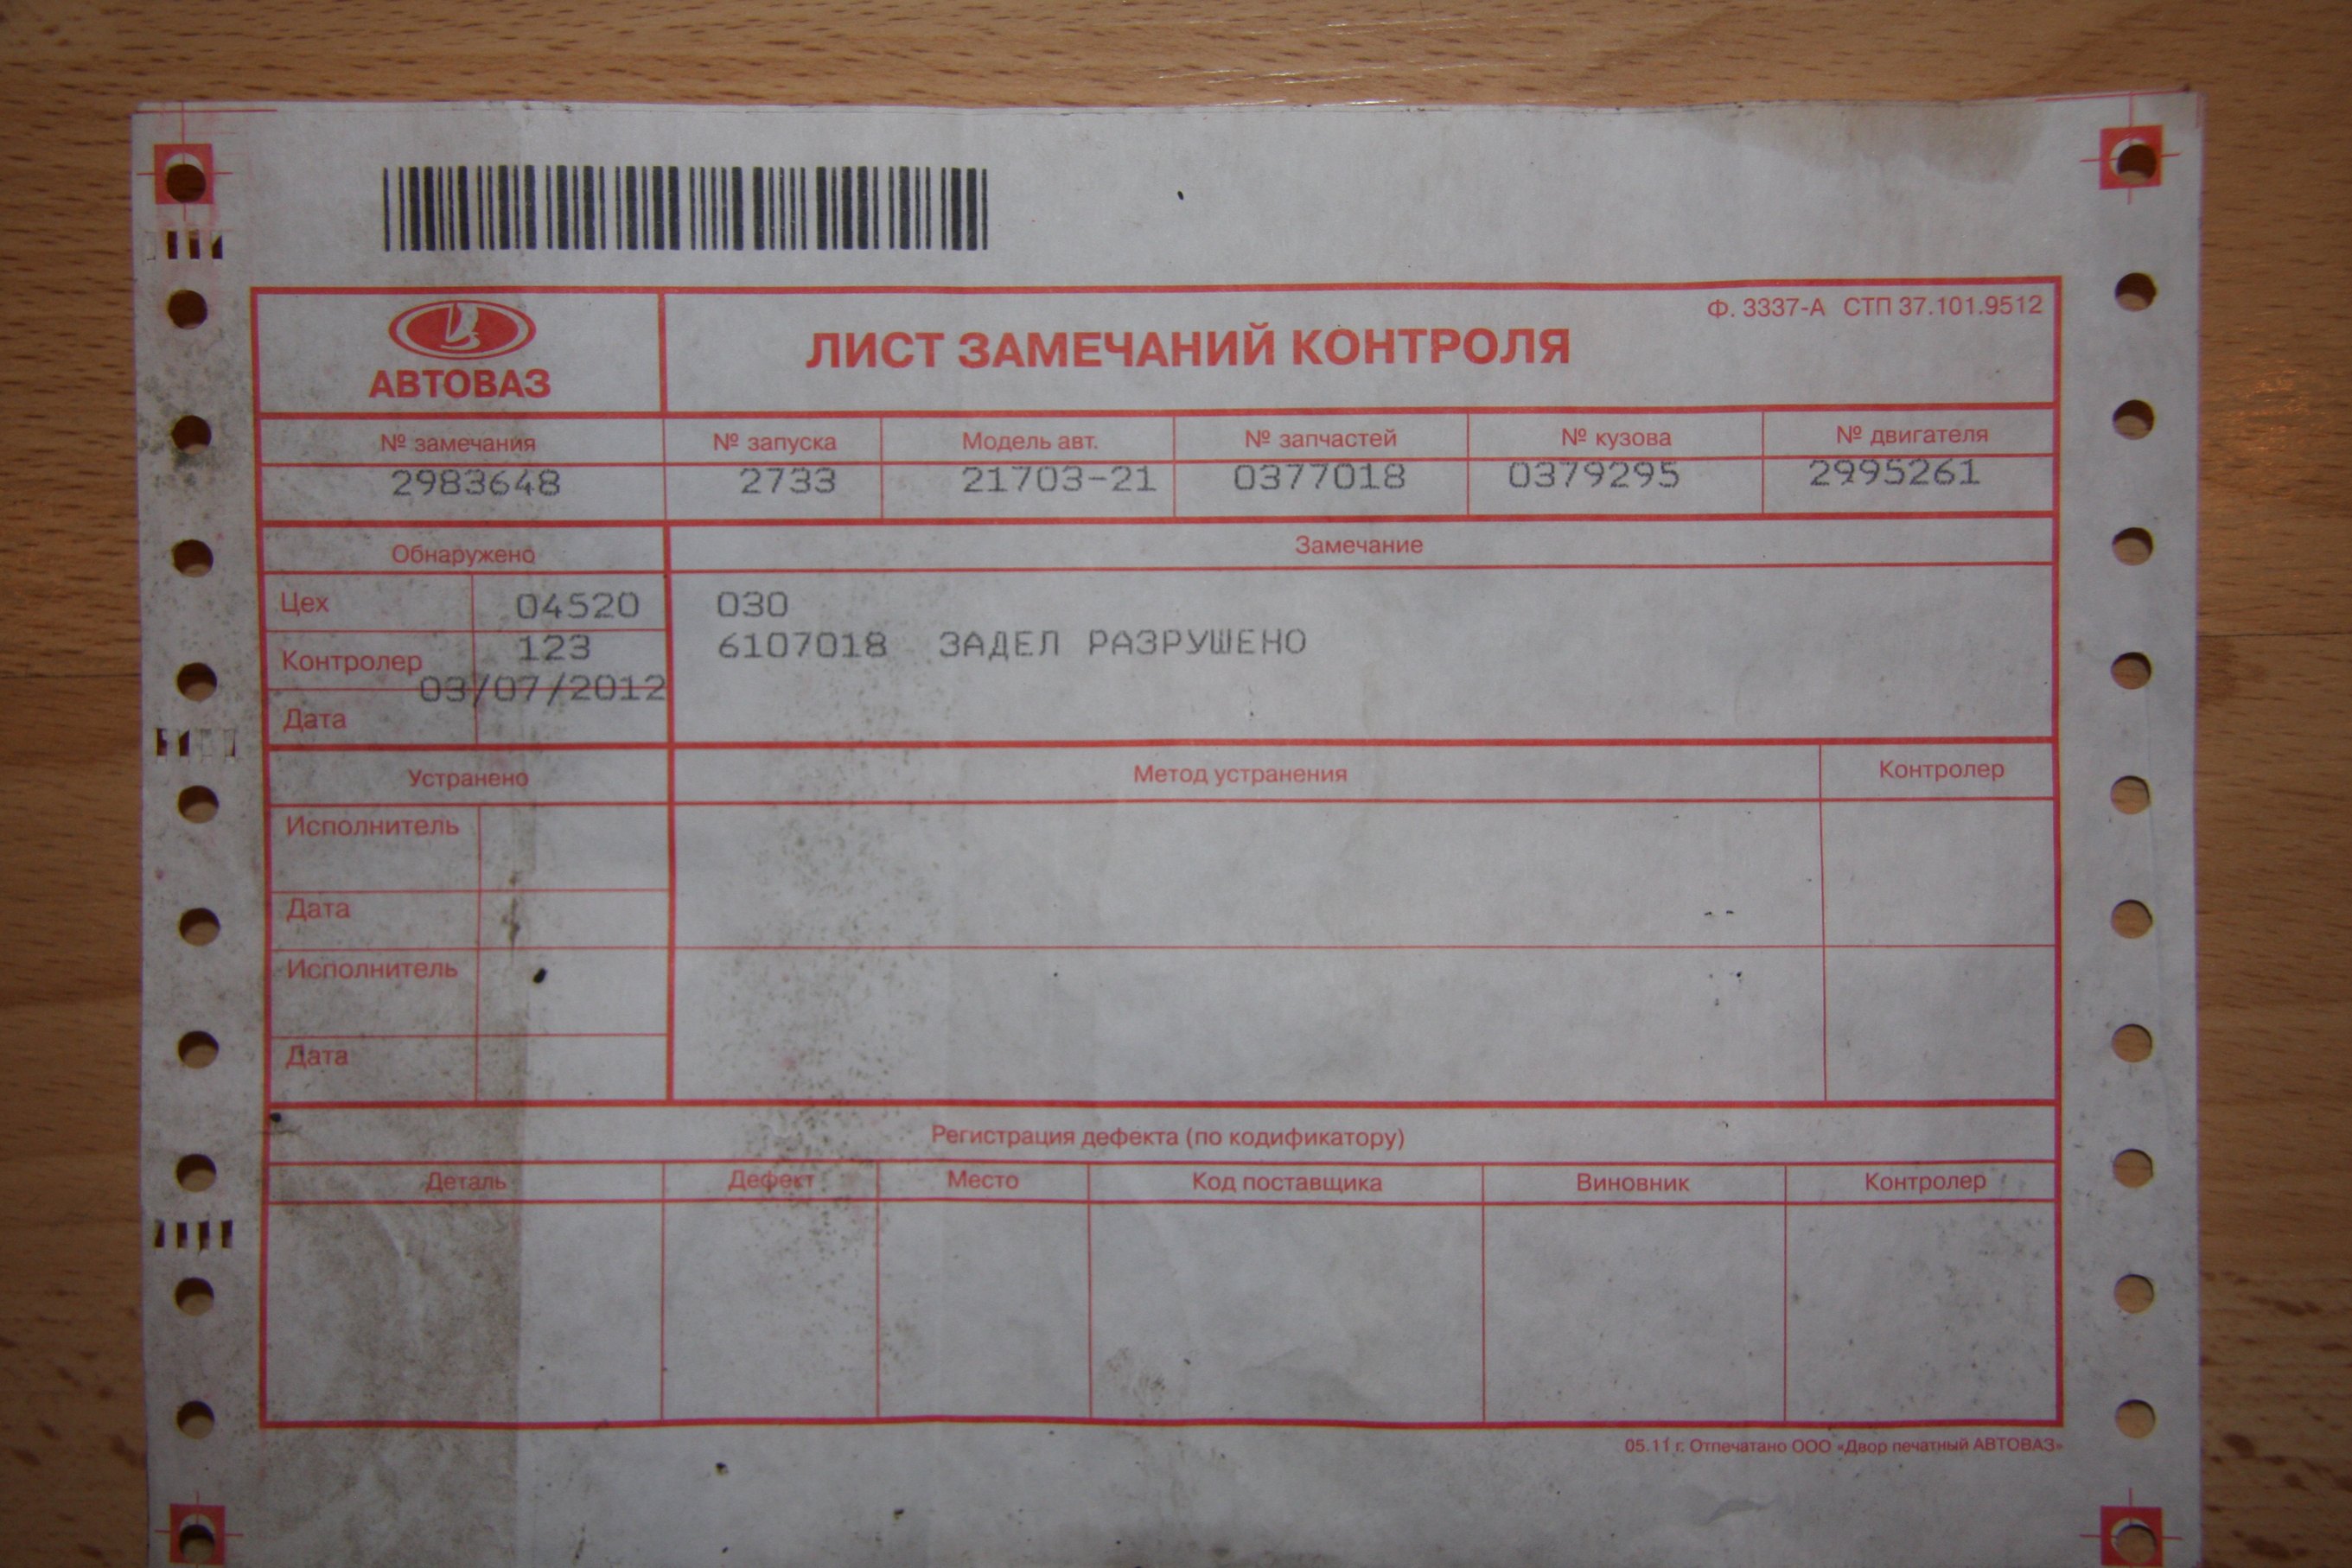 Ф. 3337-А СТП 37.101.9512
АВТОВАЗ
ЛИСТ ЗАМЕЧАНИЙ КОНТРОЛЯ
№ замечания № запуска Модель авт. № запчастей № кузова № двигателя
2983648 2733 21703-21 0377018 0379295 2995261
Обнаружено Замечание
Цех 04520 030
Контролер 123 6107018 ЗАДЕЛ РАЗРУШЕНО
03/07/2012
Дата
Устранено Метод устранения Контролер
Исполнитель
Дата
Исполнитель
Дата
Регистрация дефекта (по кодификатору)
Деталь Дефект Место Код поставщика Виновник Контролер
05.11 г. Отпечатано ООО «Двор печатный АВТОВАЗ»